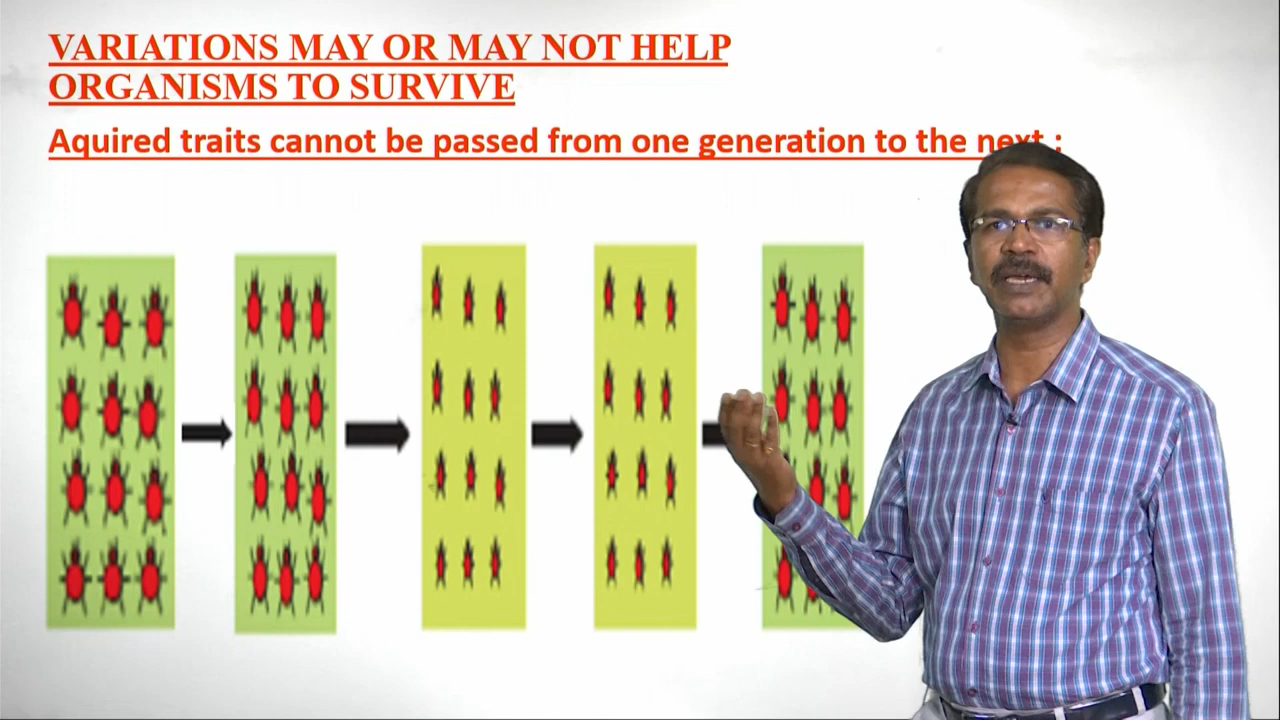 VARIATIONS MAY OR MAY NOT HELP
ORGANISMS TO SURVIVE
Aquired traits cannot be passed from one generation to the next :